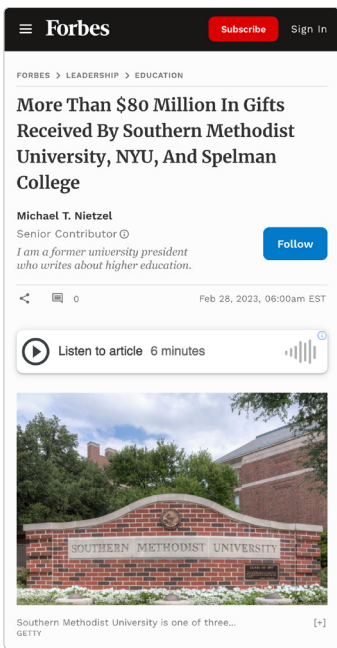 Forbes
Subscribe
Sign In
FORBES > LEADERSHIP > EDUCATION
More Than $80 Million In Gifts
Received By Southern Methodist
University, NYU, And Spelman
College
Michael T. Nietzel
Senior Contributor
I am a former university president
who writes about higher education.
Follow
0
Feb 28, 2023, 06:00am EST
Listen to article 6 minutes
SOUTHERN METHODIST UNIVERSITY
Southern Methodist University is one of three...
[+]
GETTY